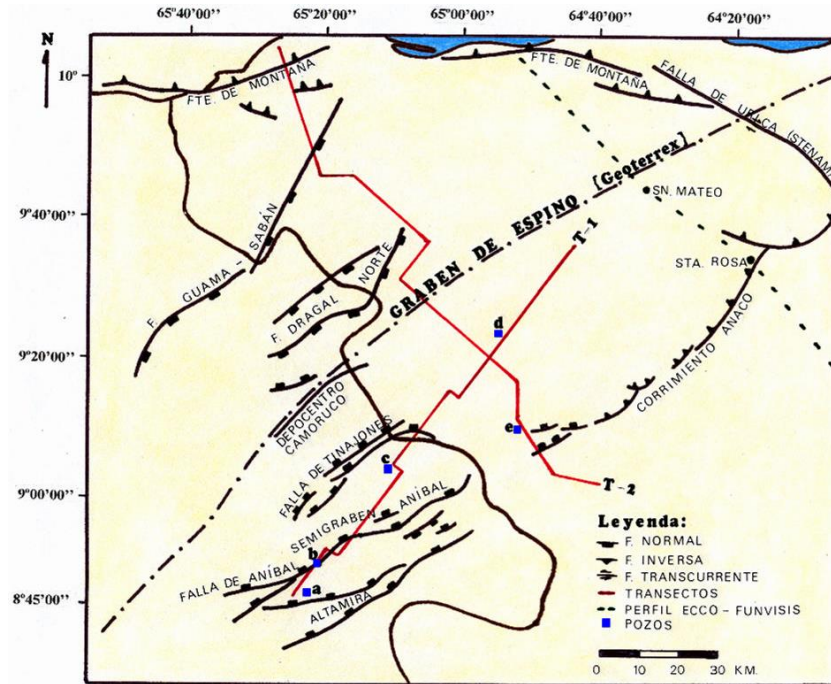 65°40'00'' 65°20'00'' 65°00'00'' 64°40'00'' 64°20'00''
N
10°
9°40'00''
9°20'00''
9°00'00''
8°45'00''
FTE. DE MONTAÑA
FTE. DE MONTAÑA
FALLA DE URICA (STENAM
GRABEN DE ESPINO [Geoterrex]
SN. MATEO
STA. ROSA
T-1
F. GUAMA - SABÁN
F. DRAGAL NORTE
d
CORRIMIENTO ANACO
DEPOCENTRO
CAMORUCO
FALLA DE TINAJONES
c
e
T-2
SEMIGRABEN ANÍBAL
b
FALLA DE ANÍBAL
a
ALTAMIRA
Leyenda:
F. NORMAL
F. INVERSA
F. TRANSCURRENTE
TRANSECTOS
PERFIL ECCO-FUNVISIS
POZOS
0 10 20 30 KM.